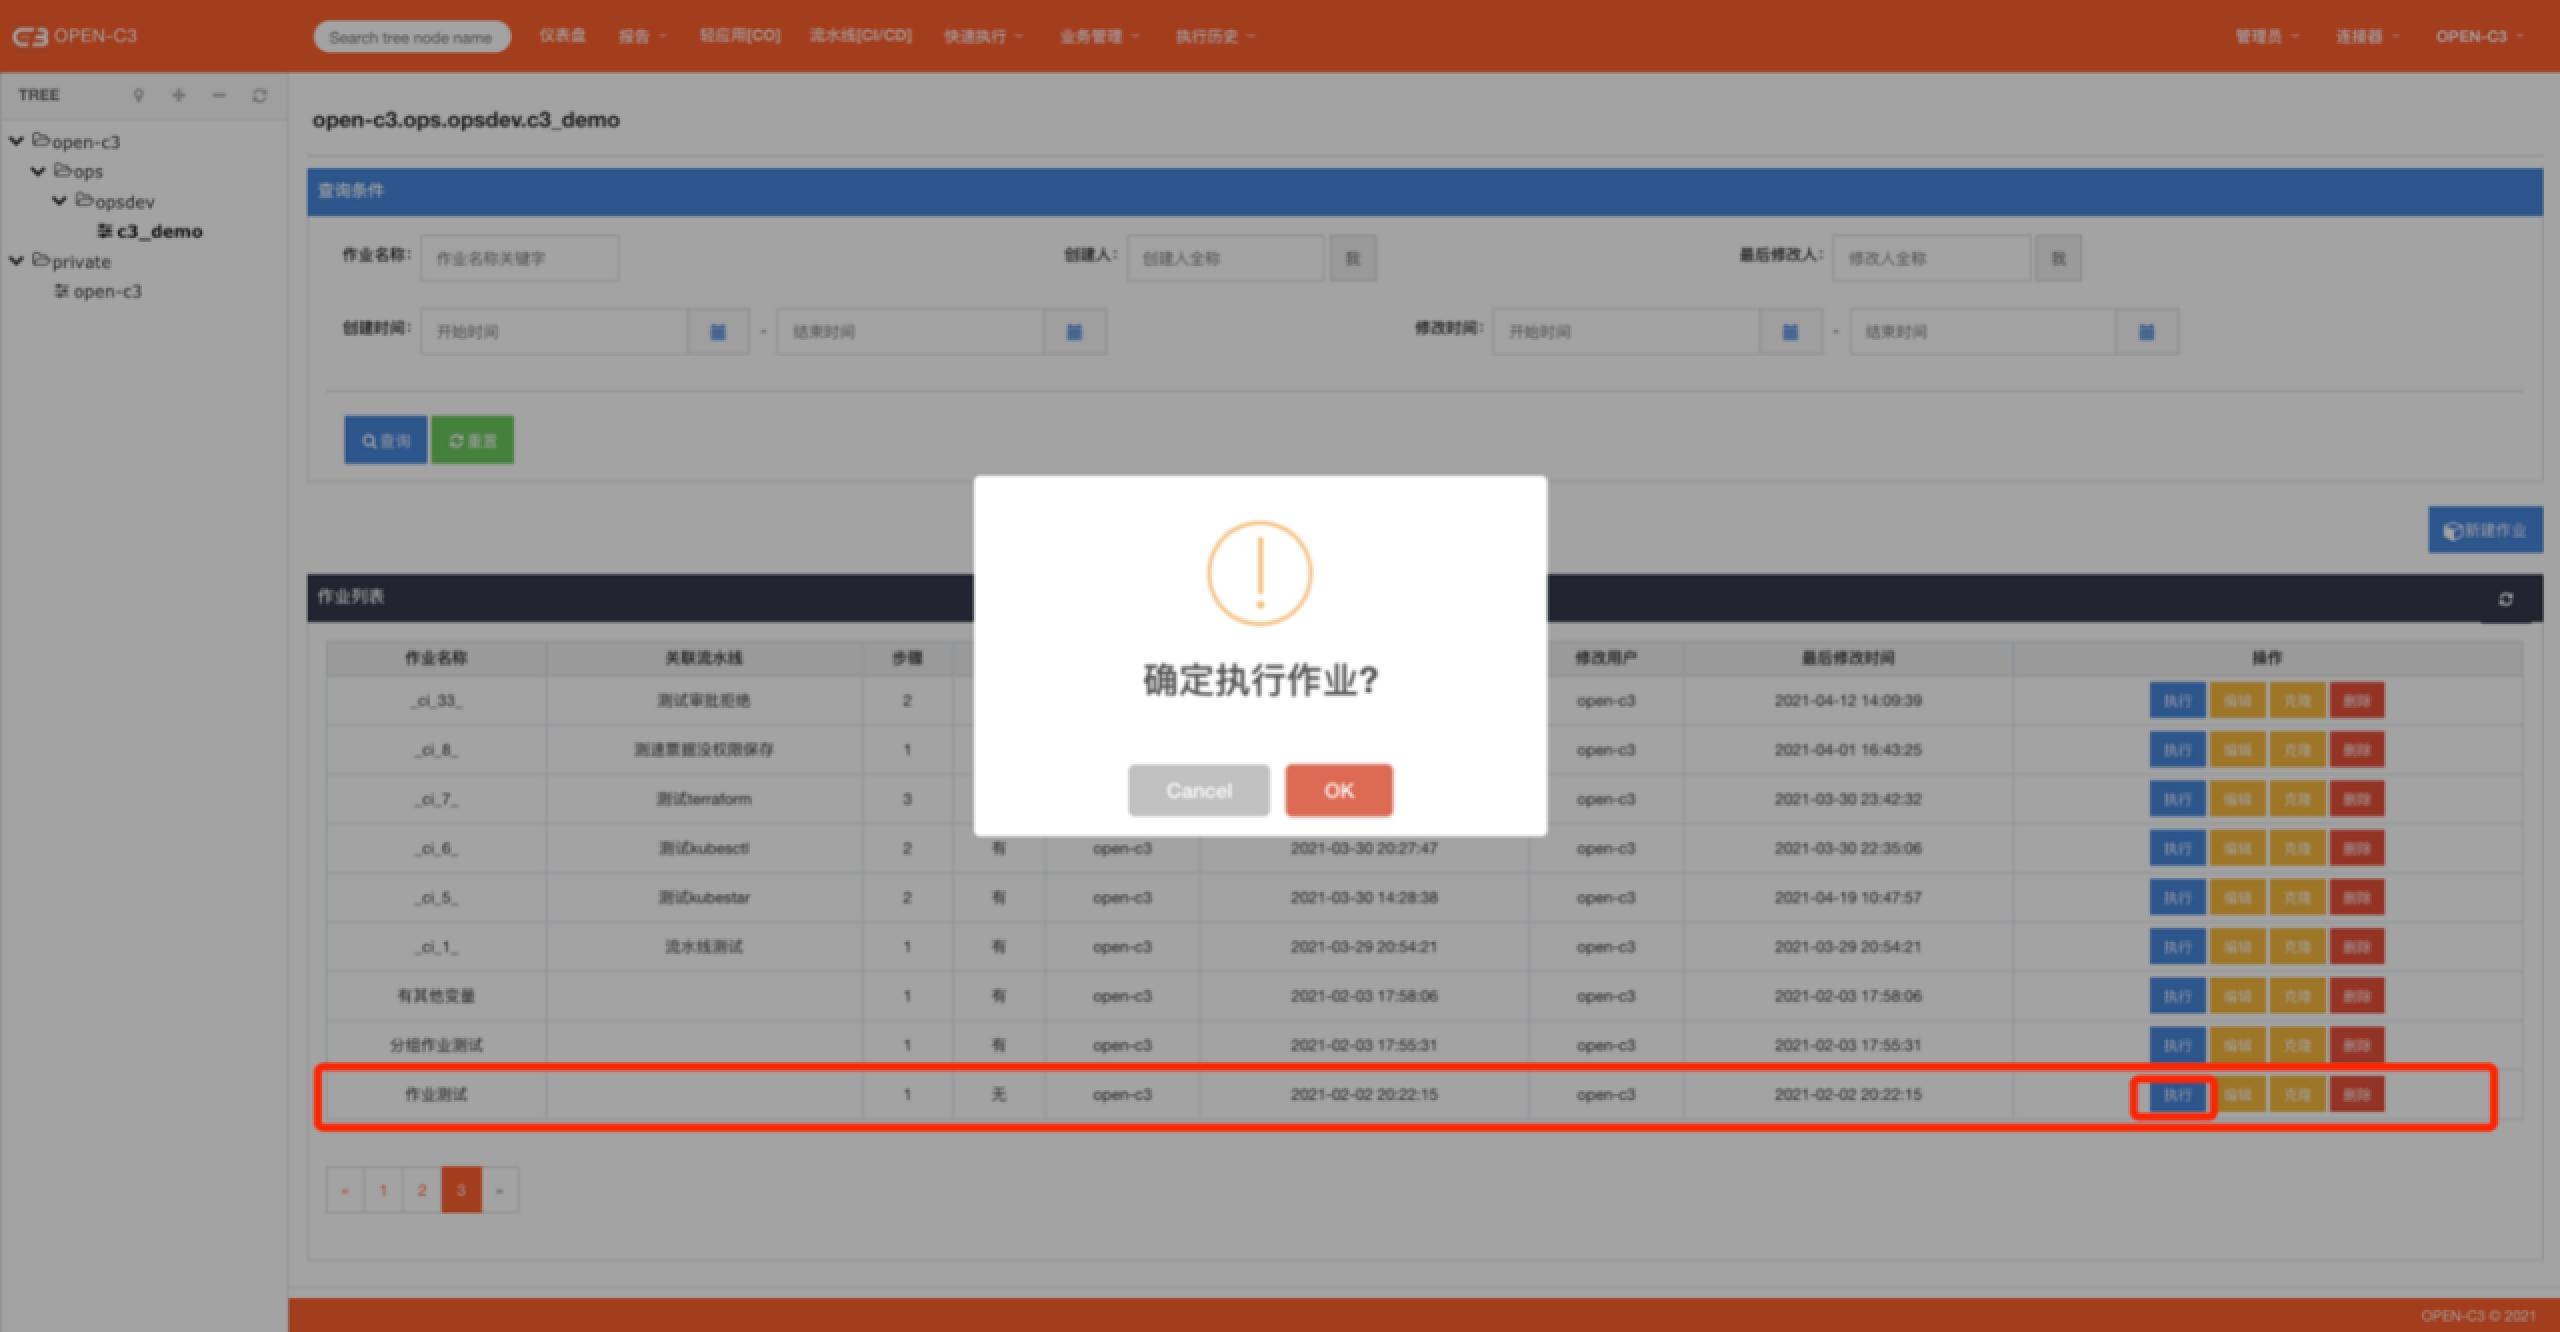 C3 OPEN-C3 Search tree node name 仪表盘 报告 轻应用[CO] 流水线[CI/CD] 快速执行 业务管理 执行历史 管理员 连接器 OPEN-C3
TREE
open-c3
ops
opsdev
c3_demo
private
open-c3
open-c3.ops.opsdev.c3_demo
查询条件
作业名称: 作业名称关键字 创建人: 创建人全称 我 最后修改人: 修改人全称 我
创建时间: 开始时间 - 结束时间 修改时间: 开始时间 - 结束时间
查询 重置
新建作业
作业列表
作业名称 关联流水线 步骤 修改用户 最后修改时间 操作
_ci_33_ 测试审批拒绝 2 open-c3 2021-04-12 14:09:39 执行 编辑 克隆 删除
_ci_8_ 测速票据没权限保存 1 open-c3 2021-04-01 16:43:25 执行 编辑 克隆 删除
_ci_7_ 测试terraform 3 open-c3 2021-03-30 23:42:32 执行 编辑 克隆 删除
_ci_6_ 测试kubesctl 2 有 open-c3 2021-03-30 20:27:47 open-c3 2021-03-30 22:35:06 执行 编辑 克隆 删除
_ci_5_ 测试kubestar 2 有 open-c3 2021-03-30 14:28:38 open-c3 2021-04-19 10:47:57 执行 编辑 克隆 删除
_ci_1_ 流水线测试 1 有 open-c3 2021-03-29 20:54:21 open-c3 2021-03-29 20:54:21 执行 编辑 克隆 删除
有其他变量 1 有 open-c3 2021-02-03 17:58:06 open-c3 2021-02-03 17:58:06 执行 编辑 克隆 删除
分组作业测试 1 有 open-c3 2021-02-03 17:55:31 open-c3 2021-02-03 17:55:31 执行 编辑 克隆 删除
作业测试 1 无 open-c3 2021-02-02 20:22:15 open-c3 2021-02-02 20:22:15 执行 编辑 克隆 删除
« 1 2 3 »
确定执行作业?
Cancel OK
OPEN-C3 © 2021